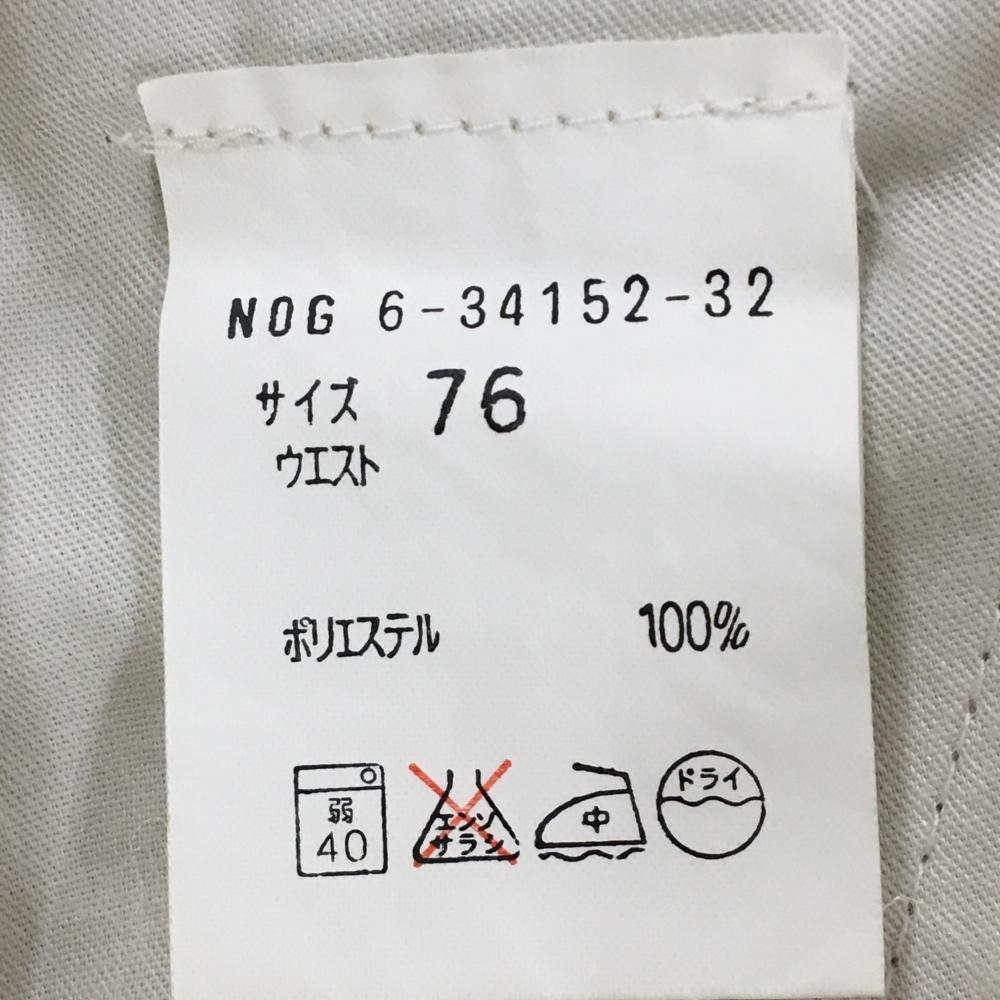 NOG 6-34152-32
サイズ 76
ウエスト
ポリエステル 100%
弱
40
エンソ
サラシ
中
ドライ